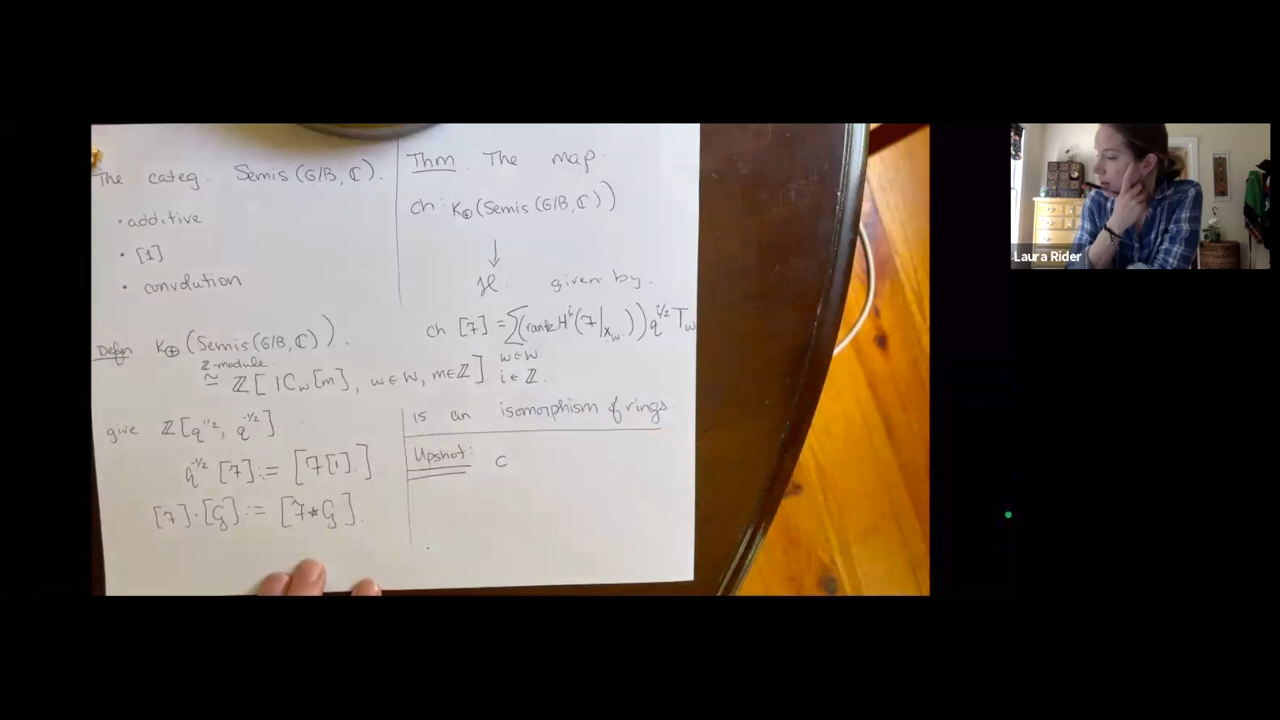 The categ. Semis (G/B, ℂ).
• additive
• [1]
• convolution
Defn K⊕ (Semis (G/B, ℂ)).
ℤ-module
≅ ℤ[ ICw[m], w∈W, m∈ℤ]
give ℤ[q^{1/2}, q^{-1/2}]
q^{-1/2} [F] := [F[1].]
[F]·[G] := [F⋆G].
Thm. The map.
ch: K⊕ (Semis (G/B, ℂ))
↓
ℋ given by.
ch [F] = Σ(rank H^i(F|_{X_w})) q^{i/2} T_w
w∈W.
i∈ℤ.
is an isomorphism of rings
Upshot: C
Laura Rider